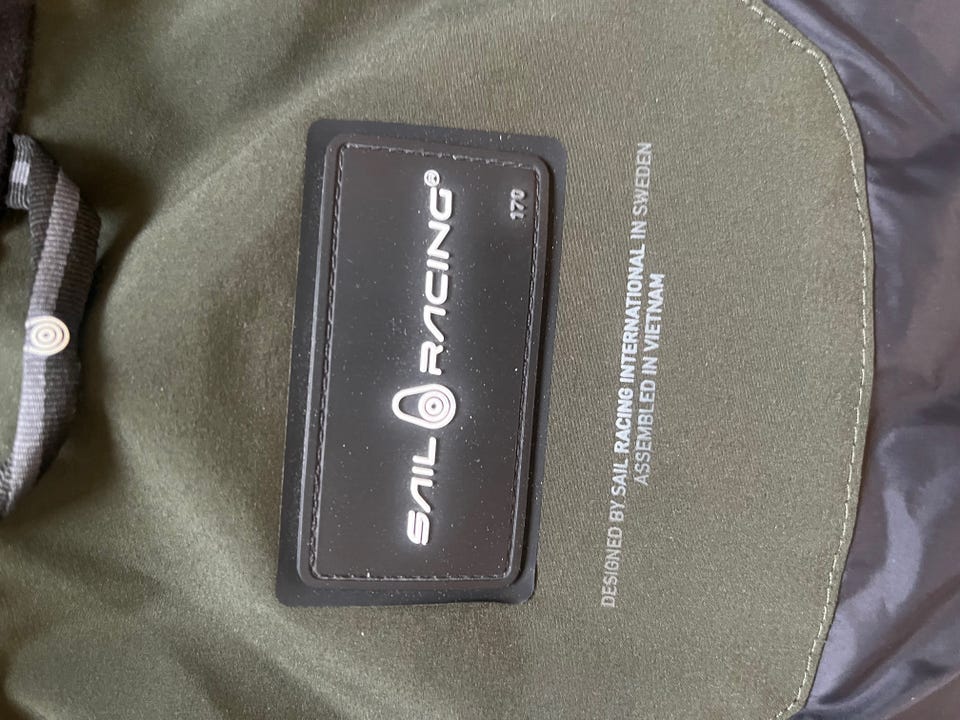 SAIL RACING®
170
DESIGNED BY SAIL RACING INTERNATIONAL IN SWEDEN
ASSEMBLED IN VIETNAM